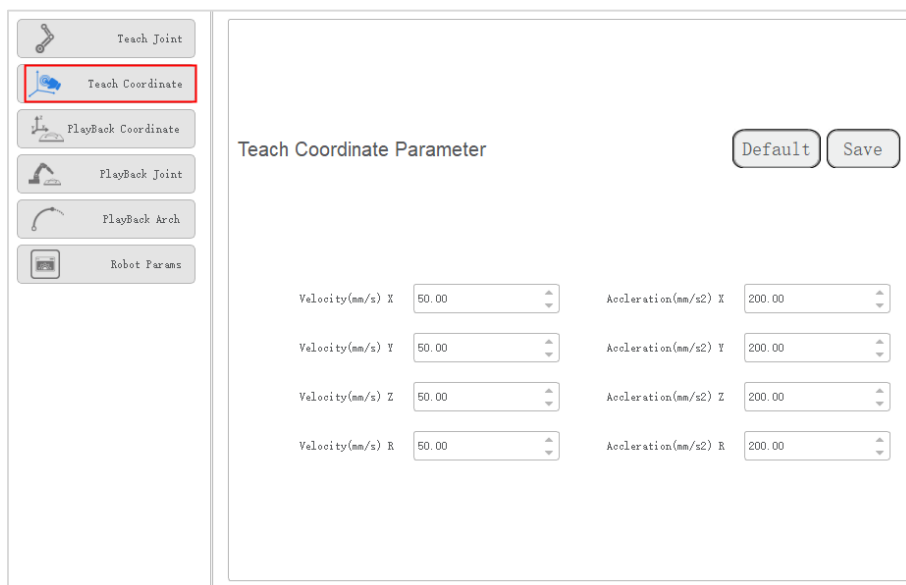 Teach Joint
Teach Coordinate
PlayBack Coordinate
PlayBack Joint
PlayBack Arch
Robot Params
Teach Coordinate Parameter
Default
Save
Velocity(mm/s) X 50.00 Accleration(mm/s2) X 200.00
Velocity(mm/s) Y 50.00 Accleration(mm/s2) Y 200.00
Velocity(mm/s) Z 50.00 Accleration(mm/s2) Z 200.00
Velocity(mm/s) R 50.00 Accleration(mm/s2) R 200.00